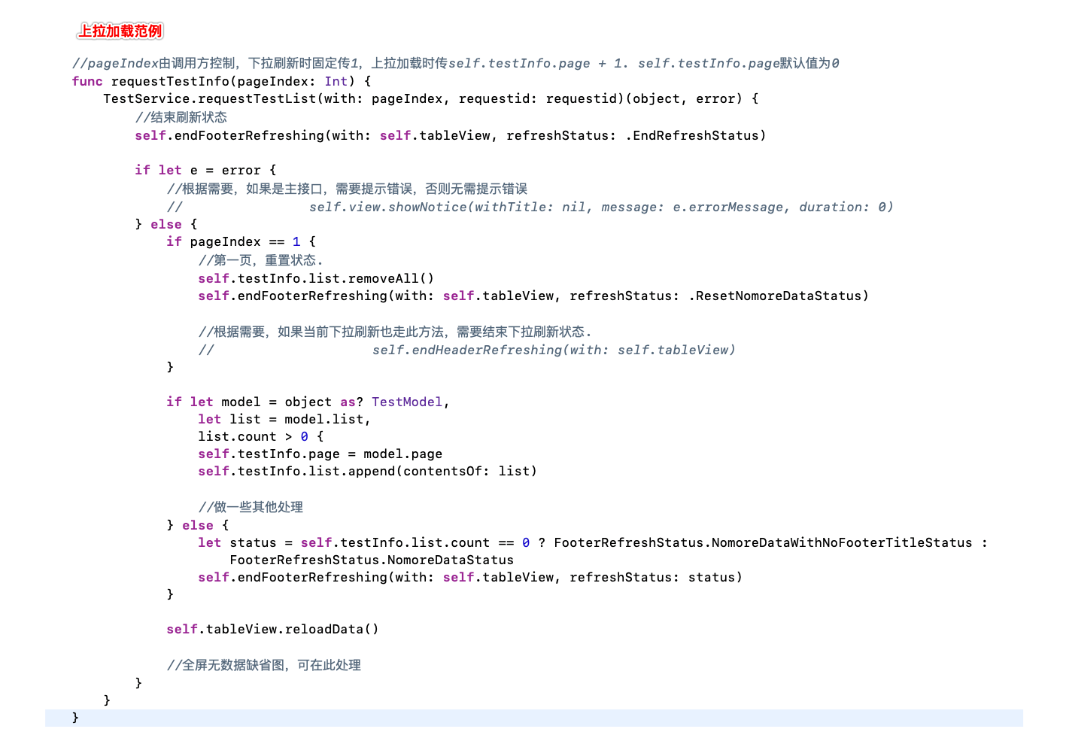 上拉加载范例
//pageIndex由调用方控制，下拉刷新时固定传1，上拉加载时传self.testInfo.page + 1. self.testInfo.page默认值为0
func requestTestInfo(pageIndex: Int) {
    TestService.requestTestList(with: pageIndex, requestid: requestid)(object, error) {
        //结束刷新状态
        self.endFooterRefreshing(with: self.tableView, refreshStatus: .EndRefreshStatus)

        if let e = error {
            //根据需要，如果是主接口，需要提示错误，否则无需提示错误
            //                self.view.showNotice(withTitle: nil, message: e.errorMessage, duration: 0)
        } else {
            if pageIndex == 1 {
                //第一页，重置状态.
                self.testInfo.list.removeAll()
                self.endFooterRefreshing(with: self.tableView, refreshStatus: .ResetNomoreDataStatus)

                //根据需要，如果当前下拉刷新也走此方法，需要结束下拉刷新状态.
                //                    self.endHeaderRefreshing(with: self.tableView)
            }

            if let model = object as? TestModel,
                let list = model.list,
                list.count > 0 {
                self.testInfo.page = model.page
                self.testInfo.list.append(contentsOf: list)

                //做一些其他处理
            } else {
                let status = self.testInfo.list.count == 0 ? FooterRefreshStatus.NomoreDataWithNoFooterTitleStatus :
                    FooterRefreshStatus.NomoreDataStatus
                self.endFooterRefreshing(with: self.tableView, refreshStatus: status)
            }

            self.tableView.reloadData()

            //全屏无数据缺省图，可在此处理
        }
    }
}